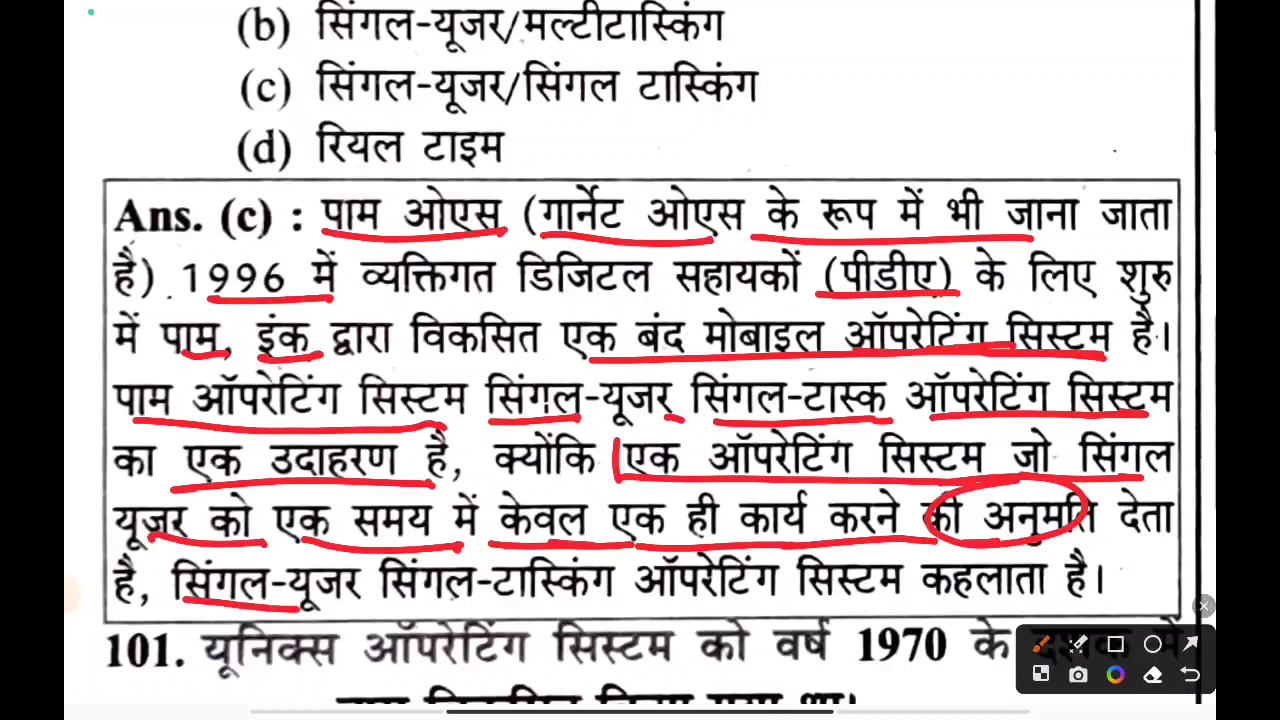 (b) सिंगल-यूजर/मल्टीटास्किंग
(c) सिंगल-यूजर/सिंगल टास्किंग
(d) रियल टाइम
Ans. (c) : पाम ओएस (गार्नेट ओएस के रूप में भी जाना जाता
है) 1996 में व्यक्तिगत डिजिटल सहायकों (पीडीए) के लिए शुरु
में पाम, इंक द्वारा विकसित एक बंद मोबाइल ऑपरेटिंग सिस्टम है।
पाम ऑपरेटिंग सिस्टम सिंगल-यूजर सिंगल-टास्क ऑपरेटिंग सिस्टम
का एक उदाहरण है, क्योंकि एक ऑपरेटिंग सिस्टम जो सिंगल
यूजर को एक समय में केवल एक ही कार्य करने की अनुमति देता
है, सिंगल-यूजर सिंगल-टास्किंग ऑपरेटिंग सिस्टम कहलाता है।
101. यूनिक्स ऑपरेटिंग सिस्टम को वर्ष 1970 के दशक में